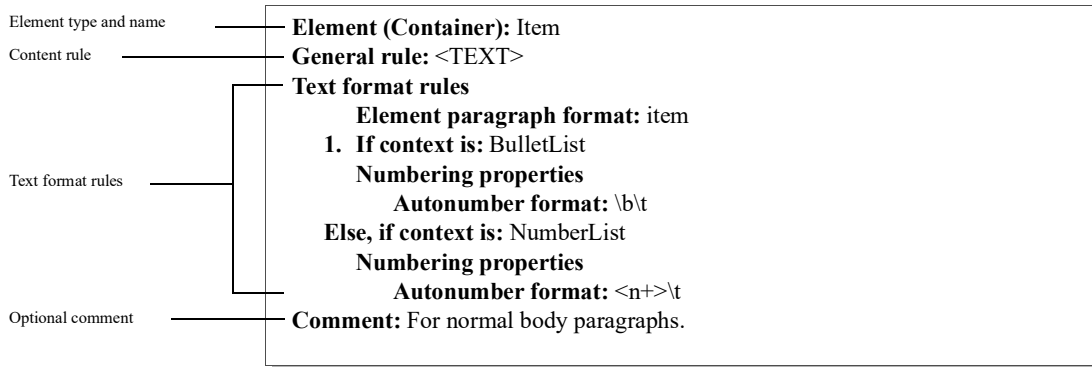 Element type and name
Element (Container): Item
Content rule
General rule: <TEXT>
Text format rules
Element paragraph format: item
1. If context is: BulletList
Numbering properties
Text format rules
Autonumber format: \b\t
Else, if context is: NumberList
Numbering properties
Autonumber format: <n+>\t
Optional comment
Comment: For normal body paragraphs.